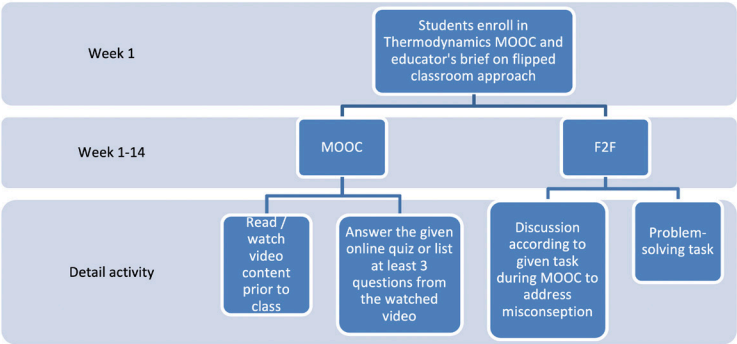 Week 1
Students enroll in
Thermodynamics MOOC and
educator's brief on flipped
classroom approach
Week 1-14
MOOC
F2F
Detail activity
Read /
watch
video
content
prior to
class
Answer the given
online quiz or list
at least 3
questions from
the watched
video
Discussion
according to
given task
during MOOC to
address
misconseption
Problem-
solving task